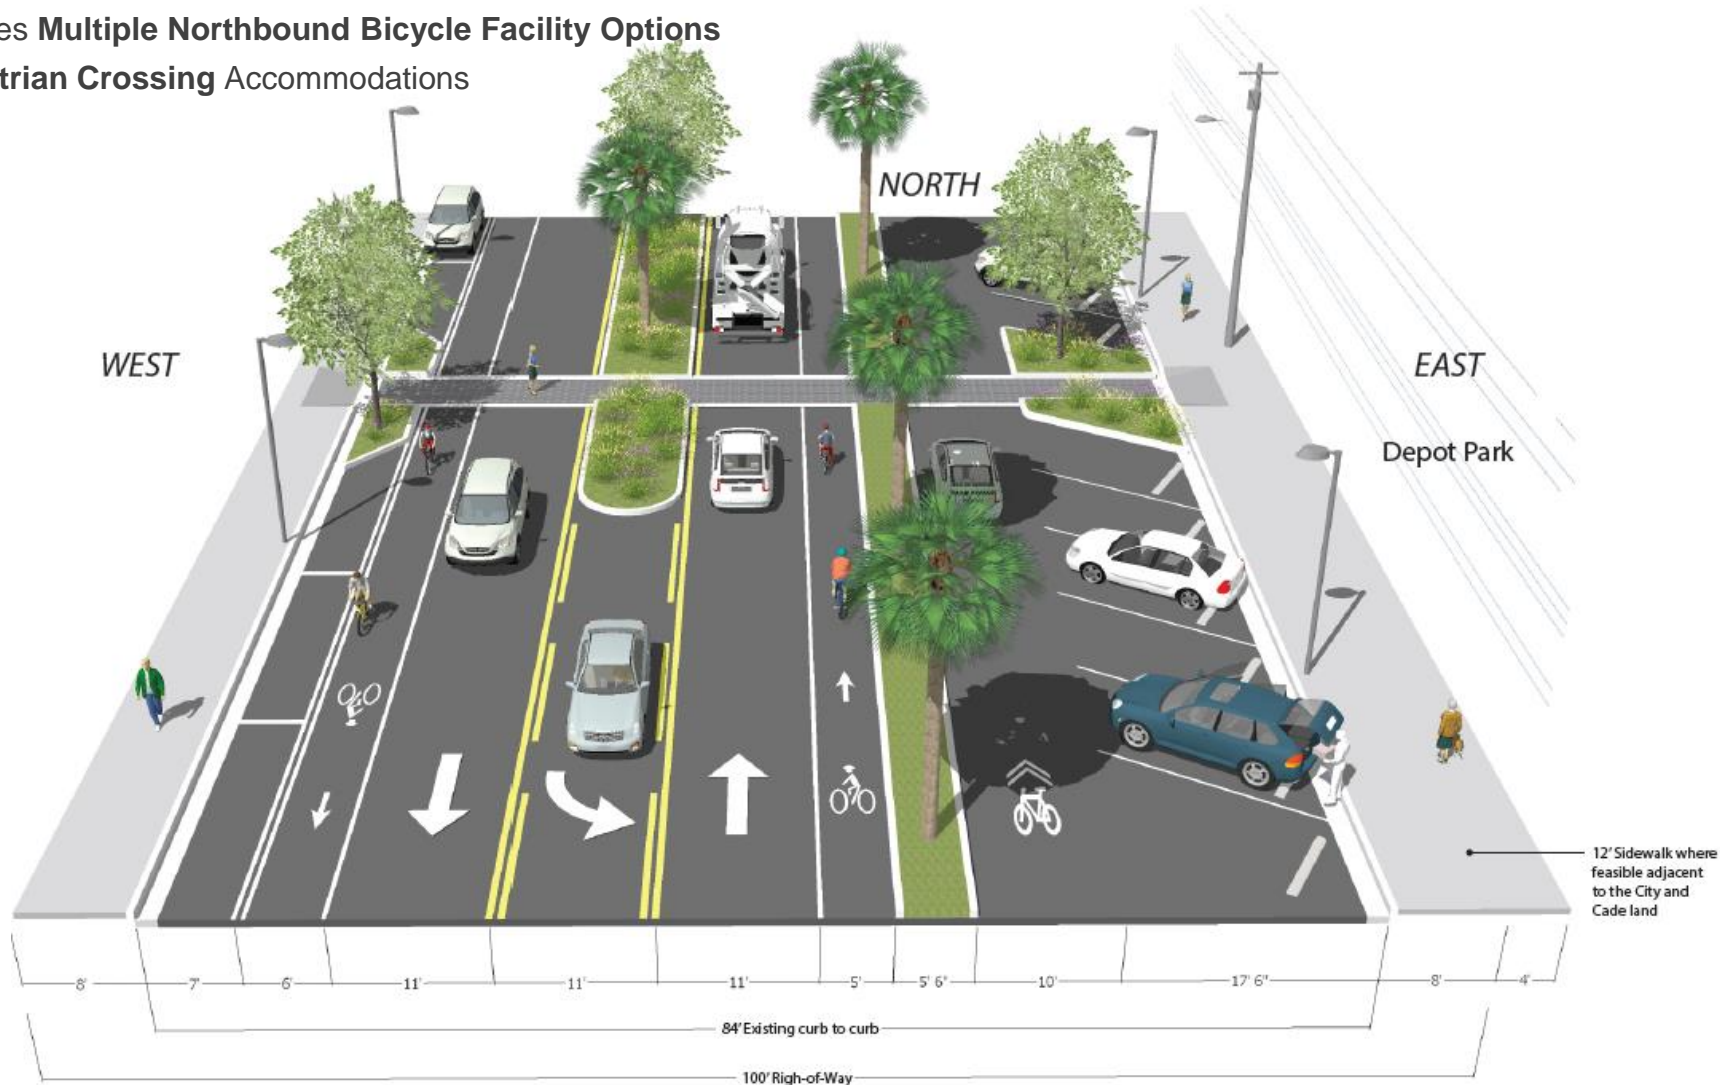 es Multiple Northbound Bicycle Facility Options
trian Crossing Accommodations
NORTH
WEST
EAST
Depot Park
12' Sidewalk where
feasible adjacent
to the City and
Cade land
8' 7' 6' 11' 11' 11' 5' 5' 6" 10' 17' 6" 8' 4'
84' Existing curb to curb
100' Righ-of-Way